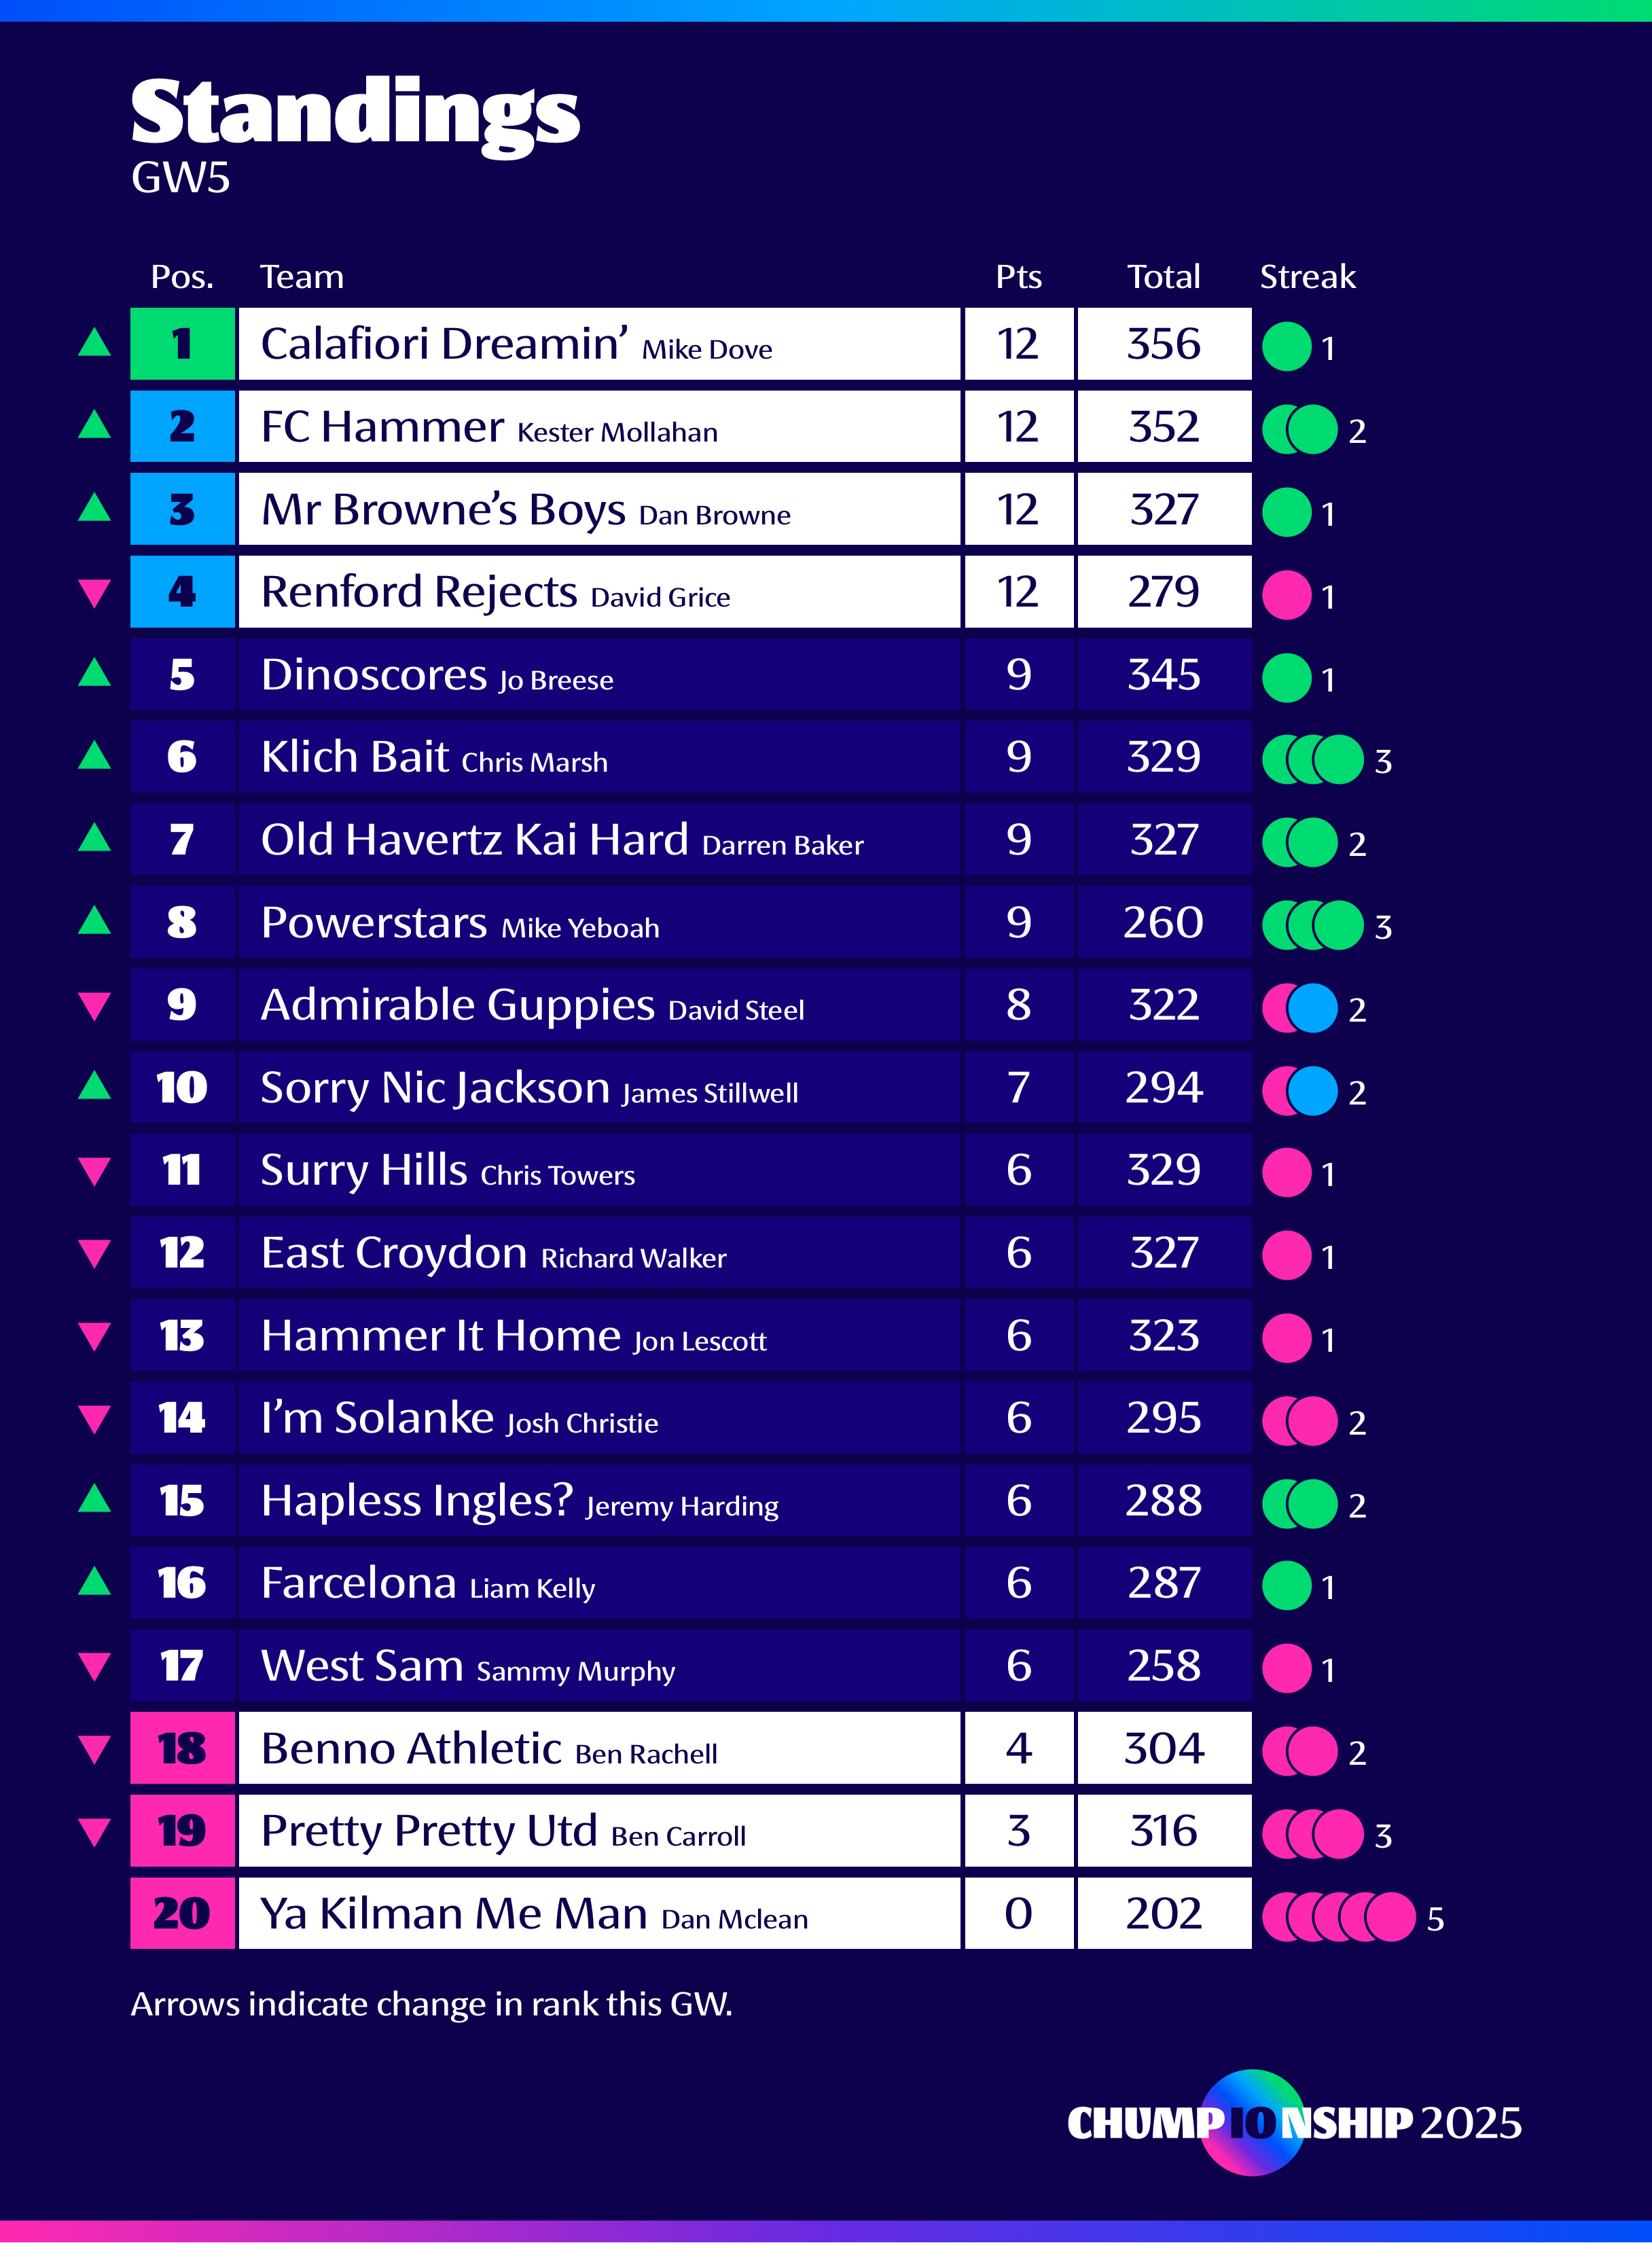 Standings
GW5
Pos. Team Pts Total Streak
1 Calafiori Dreamin’ Mike Dove 12 356 1
2 FC Hammer Kester Mollahan 12 352 2
3 Mr Browne’s Boys Dan Browne 12 327 1
4 Renford Rejects David Grice 12 279 1
5 Dinoscores Jo Breese 9 345 1
6 Klich Bait Chris Marsh 9 329 3
7 Old Havertz Kai Hard Darren Baker 9 327 2
8 Powerstars Mike Yeboah 9 260 3
9 Admirable Guppies David Steel 8 322 2
10 Sorry Nic Jackson James Stillwell 7 294 2
11 Surry Hills Chris Towers 6 329 1
12 East Croydon Richard Walker 6 327 1
13 Hammer It Home Jon Lescott 6 323 1
14 I’m Solanke Josh Christie 6 295 2
15 Hapless Ingles? Jeremy Harding 6 288 2
16 Farcelona Liam Kelly 6 287 1
17 West Sam Sammy Murphy 6 258 1
18 Benno Athletic Ben Rachell 4 304 2
19 Pretty Pretty Utd Ben Carroll 3 316 3
20 Ya Kilman Me Man Dan Mclean 0 202 5
Arrows indicate change in rank this GW.
CHUMP10NSHIP 2025